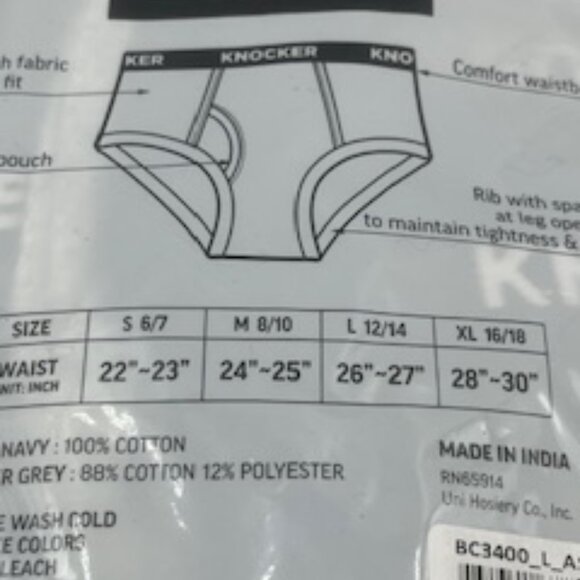 KER KNOCKER KNO
h fabric
fit
Comfort waistb
pouch
Rib with spa
at leg ope
to maintain tightness &
KN
SIZE S 6/7 M 8/10 L 12/14 XL 16/18
WAIST 22"~23" 24"~25" 26"~27" 28"~30"
NIT: INCH
NAVY : 100% COTTON
R GREY : 88% COTTON 12% POLYESTER
E WASH COLD
E COLORS
BLEACH
MADE IN INDIA
RN65914
Uni Hosiery Co., Inc.
BC3400_L_A